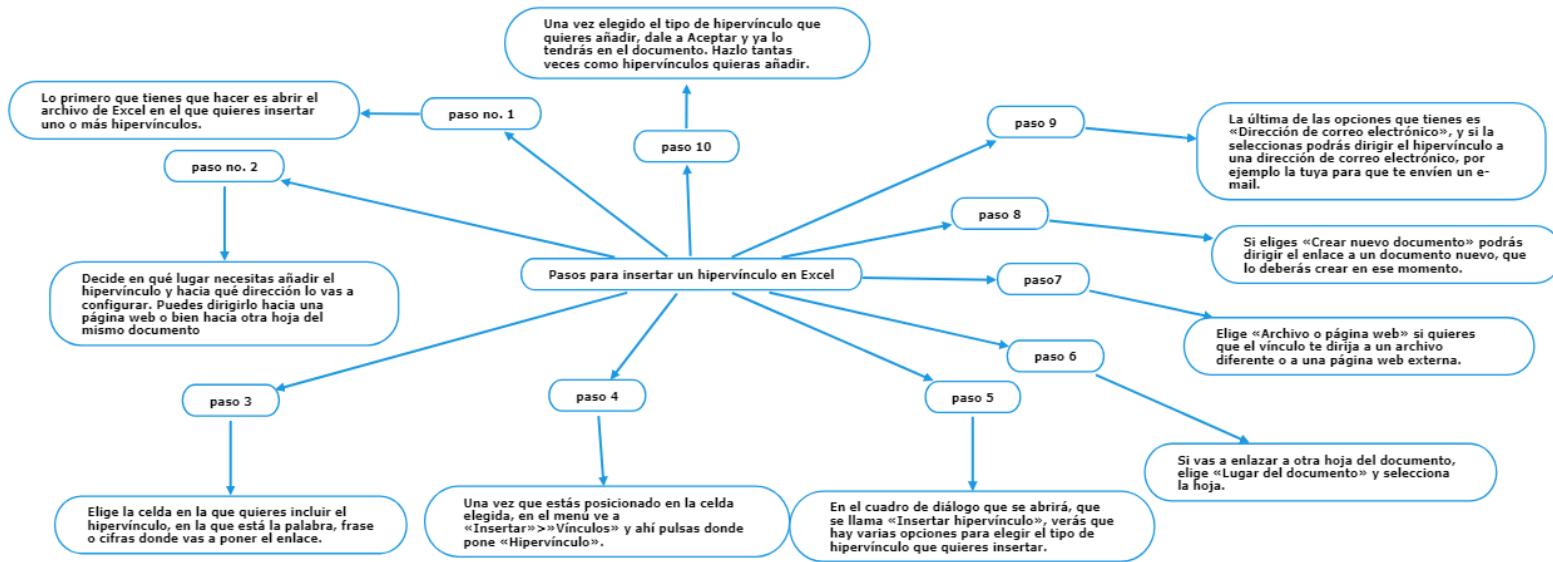 Pasos para insertar un hipervínculo en Excel
paso no. 1
Lo primero que tienes que hacer es abrir el
archivo de Excel en el que quieres insertar
uno o más hipervínculos.
paso no. 2
Decide en qué lugar necesitas añadir el
hipervínculo y hacia qué dirección lo vas a
configurar. Puedes dirigirlo hacia una
página web o bien hacia otra hoja del
mismo documento
paso 3
Elige la celda en la que quieres incluir el
hipervínculo, en la que está la palabra, frase
o cifras donde vas a poner el enlace.
paso 4
Una vez que estás posicionado en la celda
elegida, en el menú ve a
«Insertar»>»Vínculos» y ahí pulsas donde
pone «Hipervínculo».
paso 5
En el cuadro de diálogo que se abrirá, que
se llama «Insertar hipervínculo», verás que
hay varias opciones para elegir el tipo de
hipervínculo que quieres insertar.
paso 6
Si vas a enlazar a otra hoja del documento,
elige «Lugar del documento» y selecciona
la hoja.
paso7
Elige «Archivo o página web» si quieres
que el vínculo te dirija a un archivo
diferente o a una página web externa.
paso 8
Si eliges «Crear nuevo documento» podrás
dirigir el enlace a un documento nuevo, que
lo deberás crear en ese momento.
paso 9
La última de las opciones que tienes es
«Dirección de correo electrónico», y si la
seleccionas podrás dirigir el hipervínculo a
una dirección de correo electrónico, por
ejemplo la tuya para que te envíen un e-
mail.
paso 10
Una vez elegido el tipo de hipervínculo que
quieres añadir, dale a Aceptar y ya lo
tendrás en el documento. Hazlo tantas
veces como hipervínculos quieras añadir.